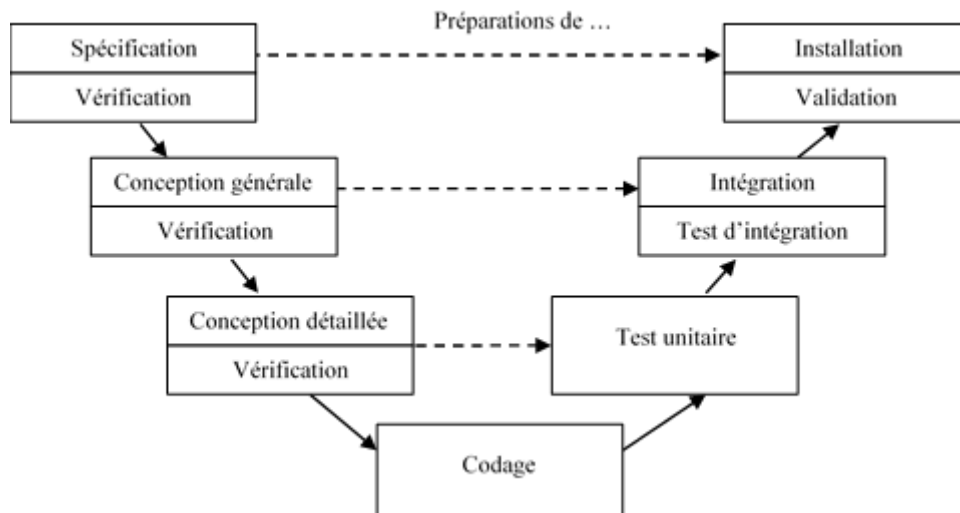 Préparations de …
Spécification
Installation
Vérification
Validation
Conception générale
Intégration
Vérification
Test d’intégration
Conception détaillée
Test unitaire
Vérification
Codage